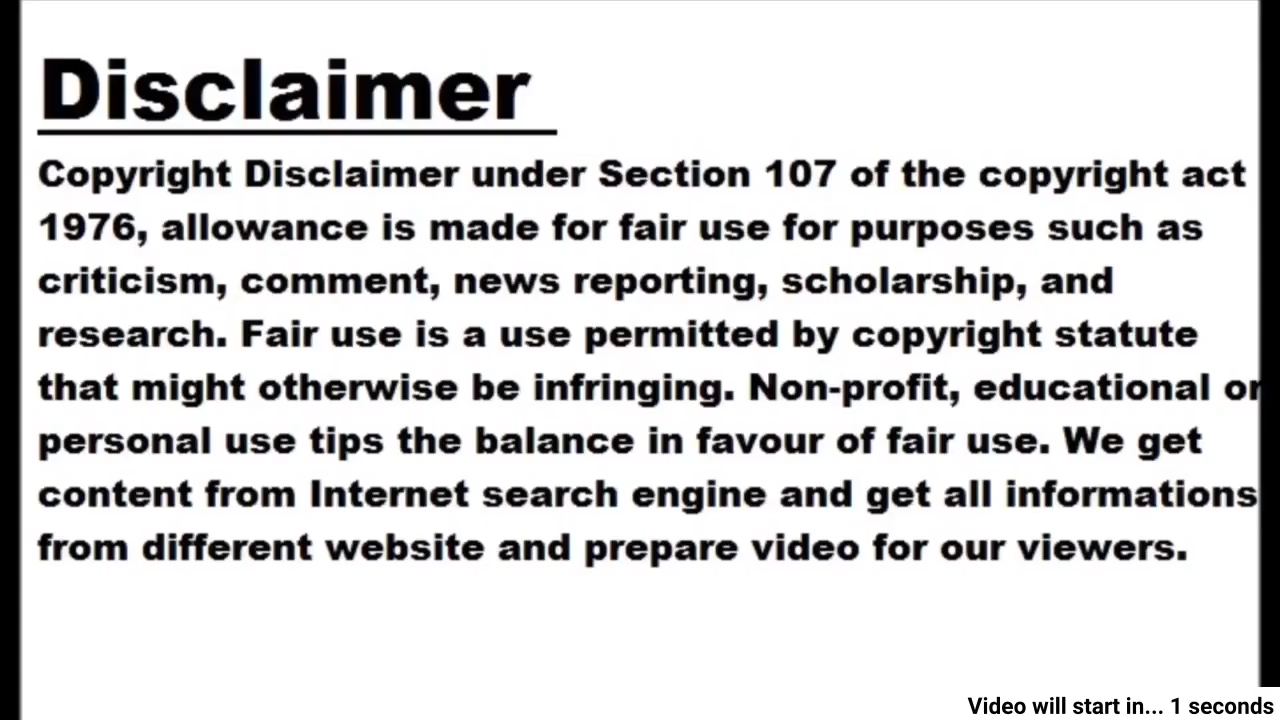 Disclaimer
Copyright Disclaimer under Section 107 of the copyright act
1976, allowance is made for fair use for purposes such as
criticism, comment, news reporting, scholarship, and
research. Fair use is a use permitted by copyright statute
that might otherwise be infringing. Non-profit, educational or
personal use tips the balance in favour of fair use. We get
content from Internet search engine and get all informations
from different website and prepare video for our viewers.
Video will start in... 1 seconds